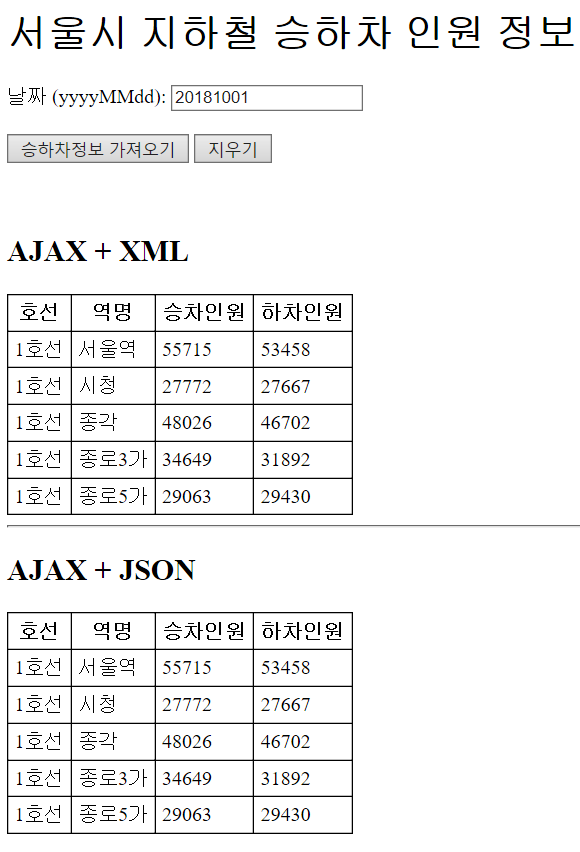 서울시 지하철 승하차 인원 정보
날짜 (yyyyMMdd): 20181001
승하차정보 가져오기 지우기
AJAX + XML
호선 역명 승차인원 하차인원
1호선 서울역 55715 53458
1호선 시청 27772 27667
1호선 종각 48026 46702
1호선 종로3가 34649 31892
1호선 종로5가 29063 29430
AJAX + JSON
호선 역명 승차인원 하차인원
1호선 서울역 55715 53458
1호선 시청 27772 27667
1호선 종각 48026 46702
1호선 종로3가 34649 31892
1호선 종로5가 29063 29430